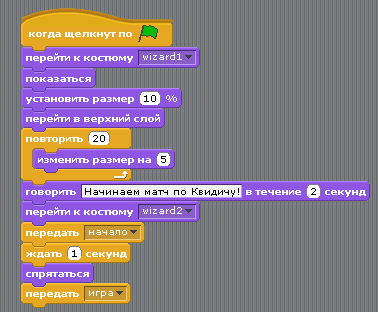 когда щелкнут по
перейти к костюму wizard1
показаться
установить размер 10 %
перейти в верхний слой
повторить 20
изменить размер на 5
говорить Начинаем матч по Квидичу! в течение 2 секунд
перейти к костюму wizard2
передать начало
ждать 1 секунд
спрятаться
передать игра